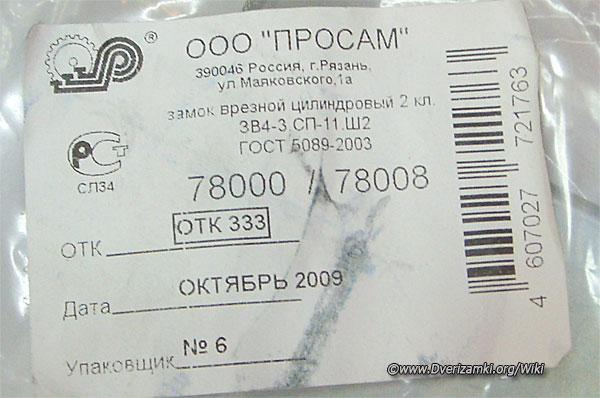 ®
ООО "ПРОСАМ"
390046 Россия, г.Рязань,
ул.Маяковского,1а
замок врезной цилиндровый 2 кл.
ЗВ4-3.СП-11.Ш2
ГОСТ 5089-2003
РСТ
СЛ34
78000 / 78008
ОТК ОТК 333
Дата ОКТЯБРЬ 2009
Упаковщик № 6
4 607027 721763
©www.Dverizamki.org/Wiki